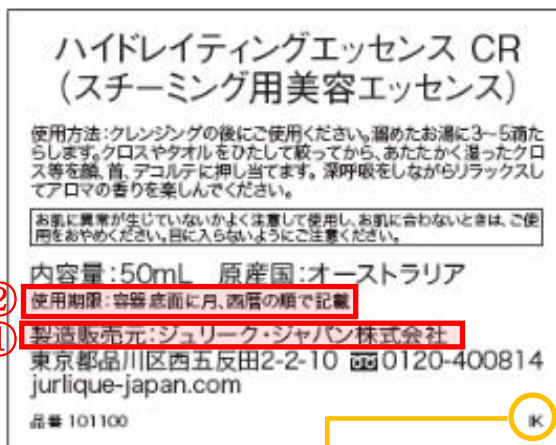 ハイドレイティングエッセンス CR
（スチーミング用美容エッセンス）
使用方法：クレンジングの後にご使用ください。溜めたお湯に3～5滴た
らします。クロスやタオルをひたして絞ってから、あたたかく湿ったクロ
ス等を顔、首、デコルテに押し当てます。 深呼吸をしながらリラックスし
てアロマの香りを楽しんでください。
お肌に異常が生じていないかよく注意して使用し、お肌に合わないときは、ご使
用をおやめください。目に入らないようにご注意ください。
内容量：50mL 原産国：オーストラリア
② 使用期限：容器底面に月、西暦の順で記載
① 製造販売元：ジュリーク・ジャパン株式会社
東京都品川区西五反田2-2-10 0120-400814
jurlique-japan.com
品番 101100 IK